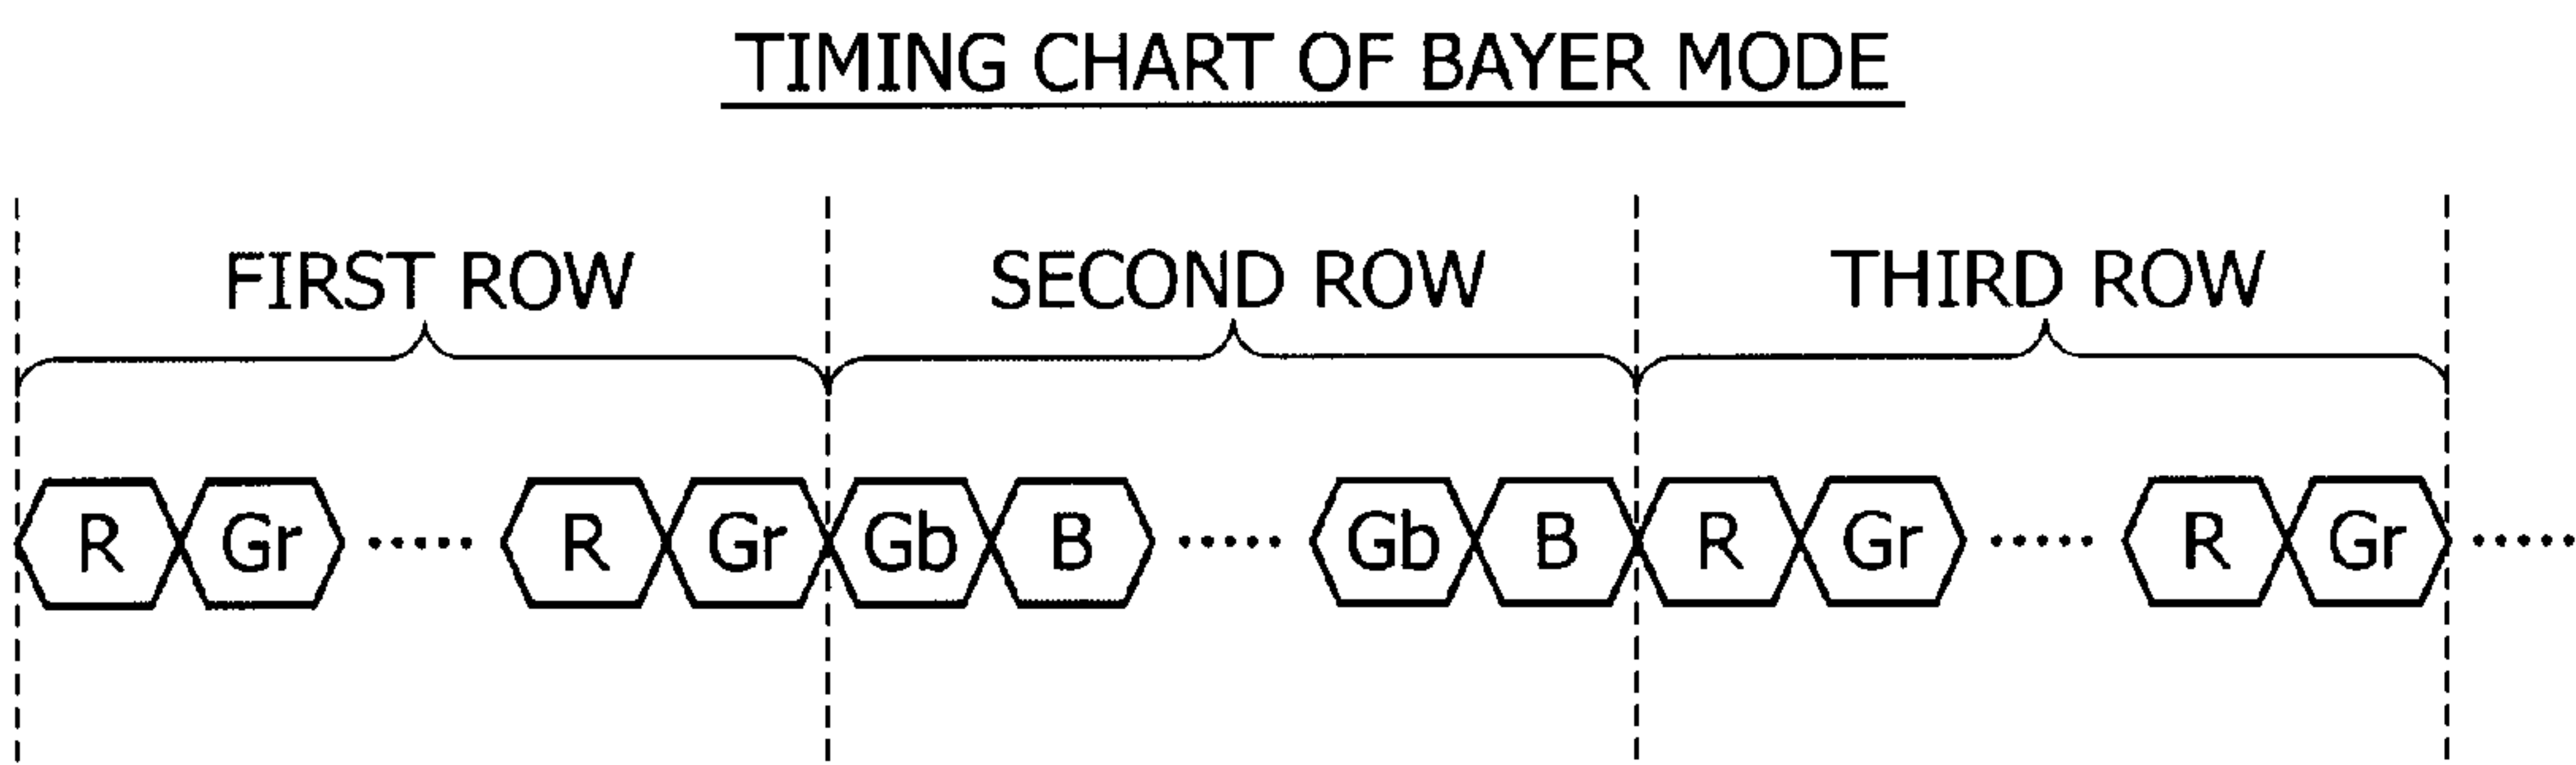 TIMING CHART OF BAYER MODE
FIRST ROW SECOND ROW THIRD ROW
R Gr ..... R Gr Gb B ..... Gb B R Gr ..... R Gr .....